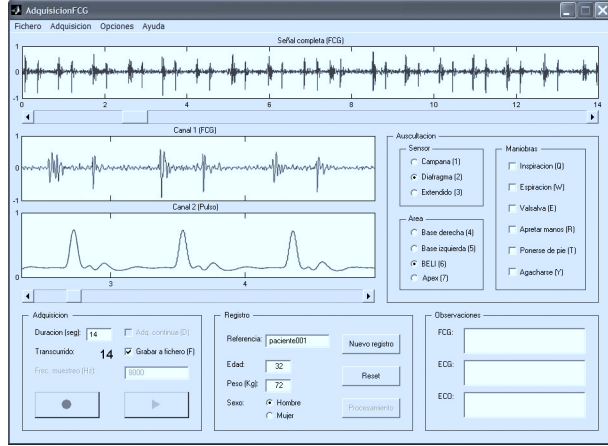 AdquisicionFCG
Fichero Adquisicion Opciones Ayuda
Señal completa (FCG)
1
-1
0 2 4 6 8 10 12 14
Canal 1 (FCG)
1
-1
Canal 2 (Pulso)
1
0
3 4
Auscultacion
Sensor
Campana (1)
Diafragma (2)
Extendido (3)
Area
Base derecha (4)
Base izquierda (5)
BELI (6)
Apex (7)
Maniobras
Inspiracion (Q)
Espiracion (W)
Valsalva (E)
Apretar manos (R)
Ponerse de pie (T)
Agacharse (Y)
Adquisicion
Duracion (seg): 14
Adq. continua (D)
Transcurrido: 14
Grabar a fichero (F)
Frec. muestreo (Hz): 8000
Registro
Referencia: paciente001
Nuevo registro
Edad: 32
Reset
Peso (Kg): 72
Sexo: Hombre
Mujer
Procesamiento
Observaciones
FCG:
ECG:
ECO: